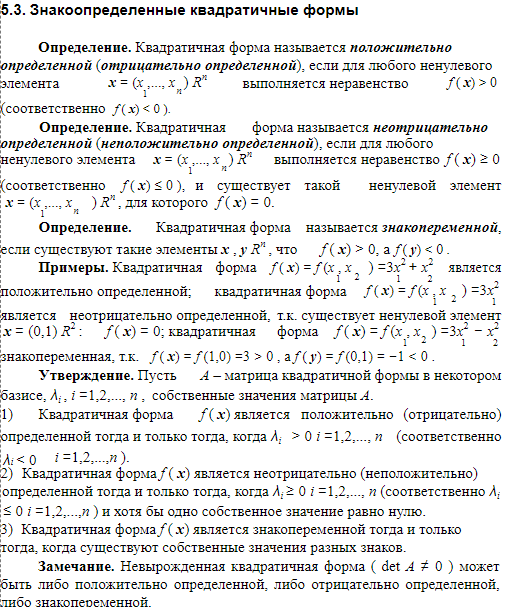 5.3. Знакоопределенные квадратичные формы
Определение. Квадратичная форма называется положительно
определенной (отрицательно определенной), если для любого ненулевого
элемента x = (x₁,..., xₙ) Rⁿ выполняется неравенство f ( x) > 0
(соответственно f ( x) < 0 ).
Определение. Квадратичная форма называется неотрицательно
определенной (неположительно определенной), если для любого
ненулевого элемента x = (x₁,..., xₙ) Rⁿ выполняется неравенство f ( x) ≥ 0
(соответственно f ( x) ≤ 0 ), и существует такой ненулевой элемент
x = (x₁,..., xₙ ) Rⁿ, для которого f ( x) = 0.
Определение. Квадратичная форма называется знакопеременной,
если существуют такие элементы x , y Rⁿ , что f ( x) > 0, а f ( y) < 0 .
Примеры. Квадратичная форма f ( x) = f (x₁, x₂ ) =3x₁² + x₂² является
положительно определенной; квадратичная форма f ( x) = f (x₁, x₂ ) =3x₁²
является неотрицательно определенной, т.к. существует ненулевой элемент
x = (0,1) R² : f ( x) = 0; квадратичная форма f ( x) = f (x₁, x₂ ) =3x₁² − x₂²
знакопеременная, т.к. f ( x) = f (1,0) =3 > 0 , а f ( y) = f (0,1) = −1 < 0 .
Утверждение. Пусть A – матрица квадратичной формы в некотором
базисе, λᵢ , i =1,2,..., n , собственные значения матрицы A.
1) Квадратичная форма f ( x) является положительно (отрицательно)
определенной тогда и только тогда, когда λᵢ > 0 i =1,2,..., n (соответственно
λᵢ < 0 i =1,2,...,n ).
2) Квадратичная форма f ( x) является неотрицательно (неположительно)
определенной тогда и только тогда, когда λᵢ ≥ 0 i =1,2,..., n (соответственно λᵢ
≤ 0 i =1,2,...,n ) и хотя бы одно собственное значение равно нулю.
3) Квадратичная форма f ( x) является знакопеременной тогда и только
тогда, когда существуют собственные значения разных знаков.
Замечание. Невырожденная квадратичная форма ( det A ≠ 0 ) может
быть либо положительно определенной, либо отрицательно определенной,
либо знакопеременной.